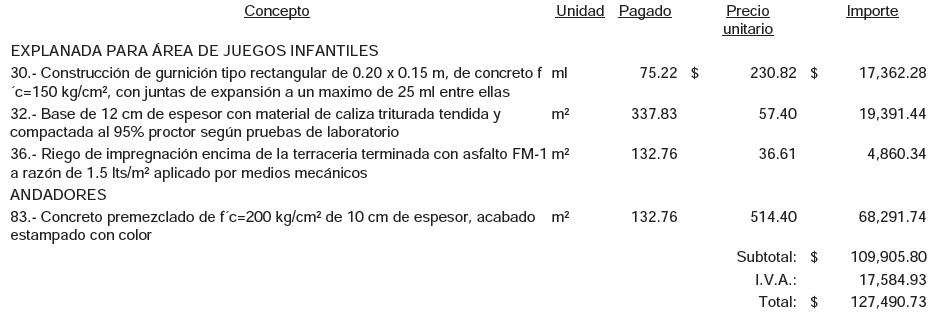 Concepto Unidad Pagado Precio unitario Importe
EXPLANADA PARA ÁREA DE JUEGOS INFANTILES
30.- Construcción de gurnición tipo rectangular de 0.20 x 0.15 m, de concreto f ml 75.22 $ 230.82 $ 17,362.28
´c=150 kg/cm², con juntas de expansión a un maximo de 25 ml entre ellas
32.- Base de 12 cm de espesor con material de caliza triturada tendida y m² 337.83 57.40 19,391.44
compactada al 95% proctor según pruebas de laboratorio
36.- Riego de impregnación encima de la terraceria terminada con asfalto FM-1 m² 132.76 36.61 4,860.34
a razón de 1.5 lts/m² aplicado por medios mecánicos
ANDADORES
83.- Concreto premezclado de f´c=200 kg/cm² de 10 cm de espesor, acabado m² 132.76 514.40 68,291.74
estampado con color
Subtotal: $ 109,905.80
I.V.A.: 17,584.93
Total: $ 127,490.73